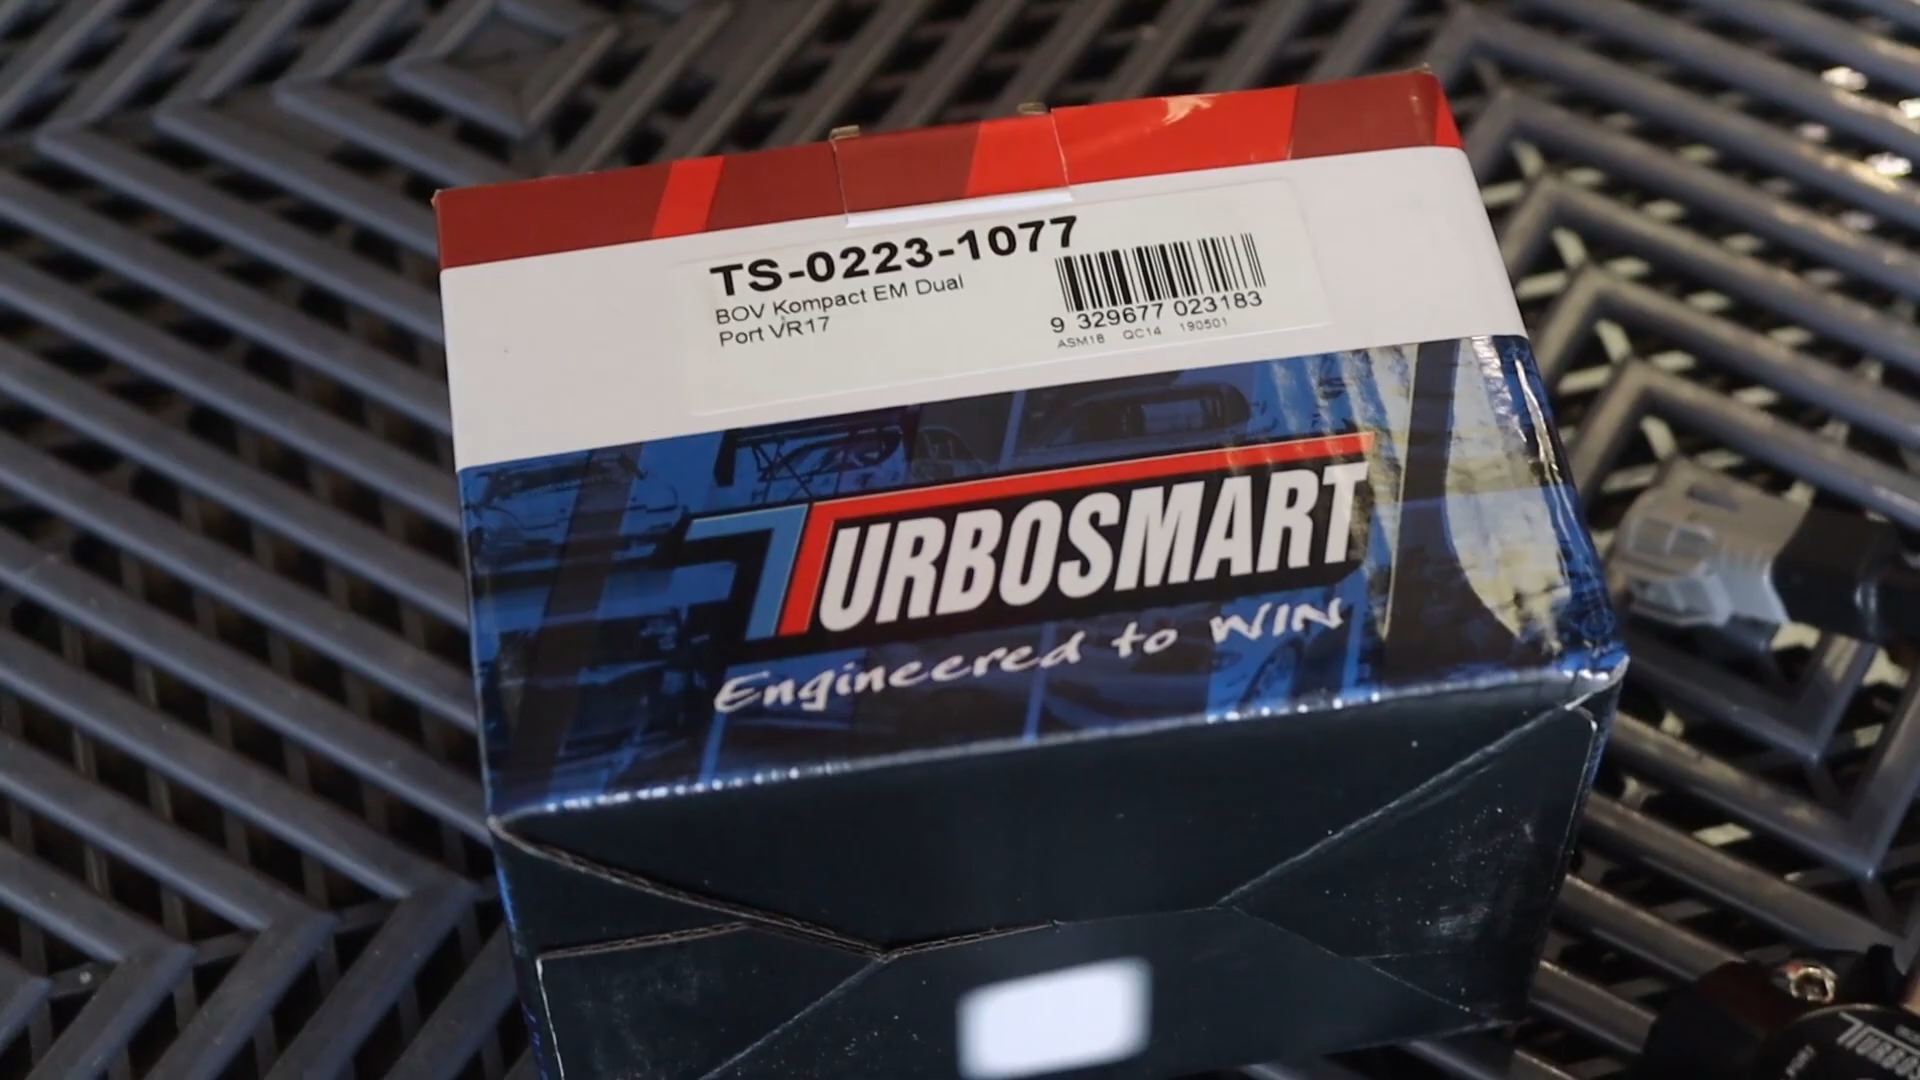 TS-0223-1077
BOV Kompact EM Dual
Port VR17
9 329677 023183
ASM18 QC14 190501
TURBOSMART
Engineered to WIN